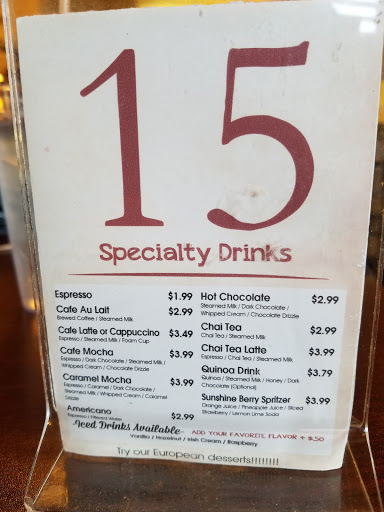 15
Specialty Drinks
Espresso $1.99
Cafe Au Lait $2.99
Brewed Coffee / Steamed Milk
Cafe Latte or Cappuccino $3.49
Espresso / Steamed Milk / Foam Cup
Cafe Mocha $3.99
Espresso / Dark Chocolate / Steamed Milk /
Whipped Cream / Chocolate Drizzle
Caramel Mocha $3.99
Espresso / Caramel / Dark Chocolate /
Steamed Milk / Whipped Cream / Caramel
Drizzle
Americano $2.99
Espresso / Filtered Water
Hot Chocolate $2.99
Steamed Milk / Dark Chocolate /
Whipped Cream / Chocolate Drizzle
Chai Tea $2.99
Chai Tea / Steamed Milk
Chai Tea Latte $3.99
Espresso / Chai Tea / Steamed Milk
Quinoa Drink $3.79
Quinoa / Steamed Milk / Honey / Dark
Chocolate (Optional)
Sunshine Berry Spritzer $3.99
Orange Juice / Pineapple Juice / Sliced
Strawberry / Lemon Lime Soda
Iced Drinks Available- ADD YOUR FAVORITE FLAVOR + $.50
Vanilla / Hazelnut / Irish Cream / Raspberry
Try our European desserts!!!!!!!!